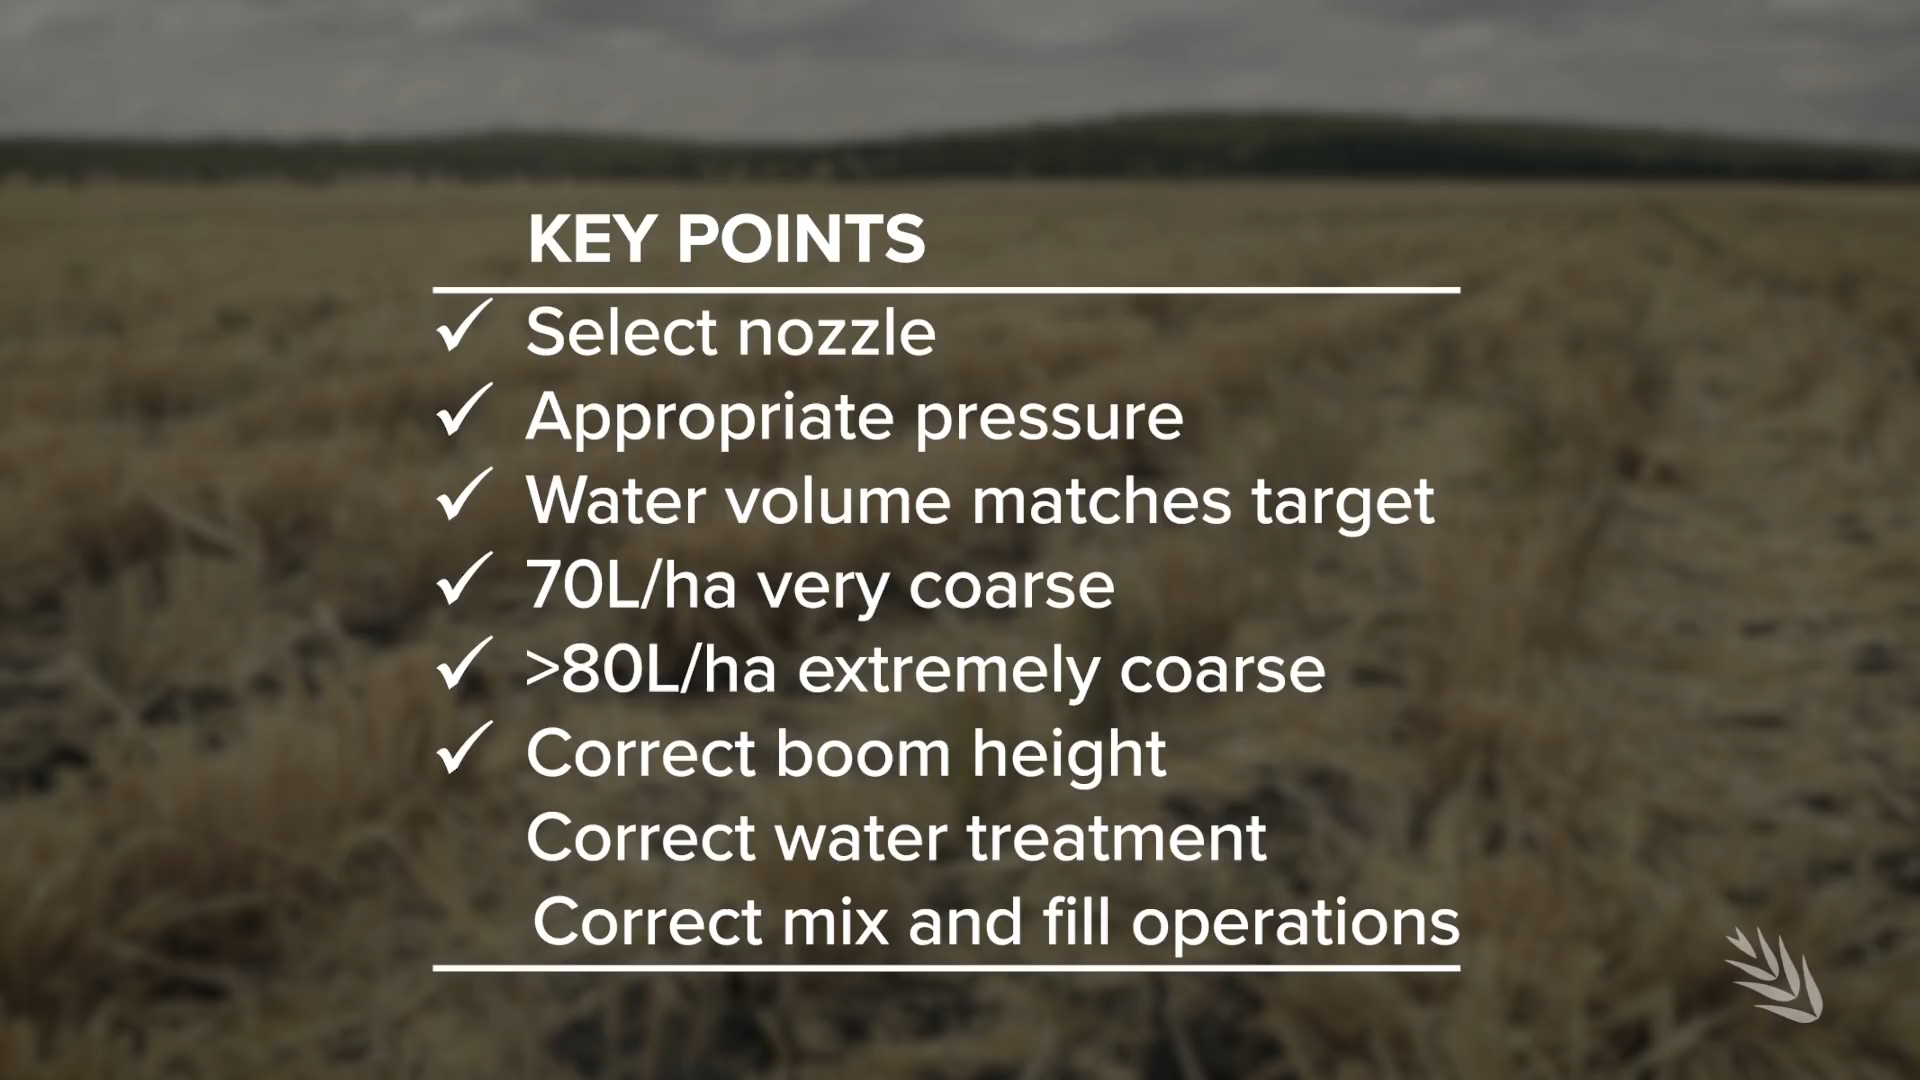 KEY POINTS
✓ Select nozzle
✓ Appropriate pressure
✓ Water volume matches target
✓ 70L/ha very coarse
✓ >80L/ha extremely coarse
✓ Correct boom height
Correct water treatment
Correct mix and fill operations